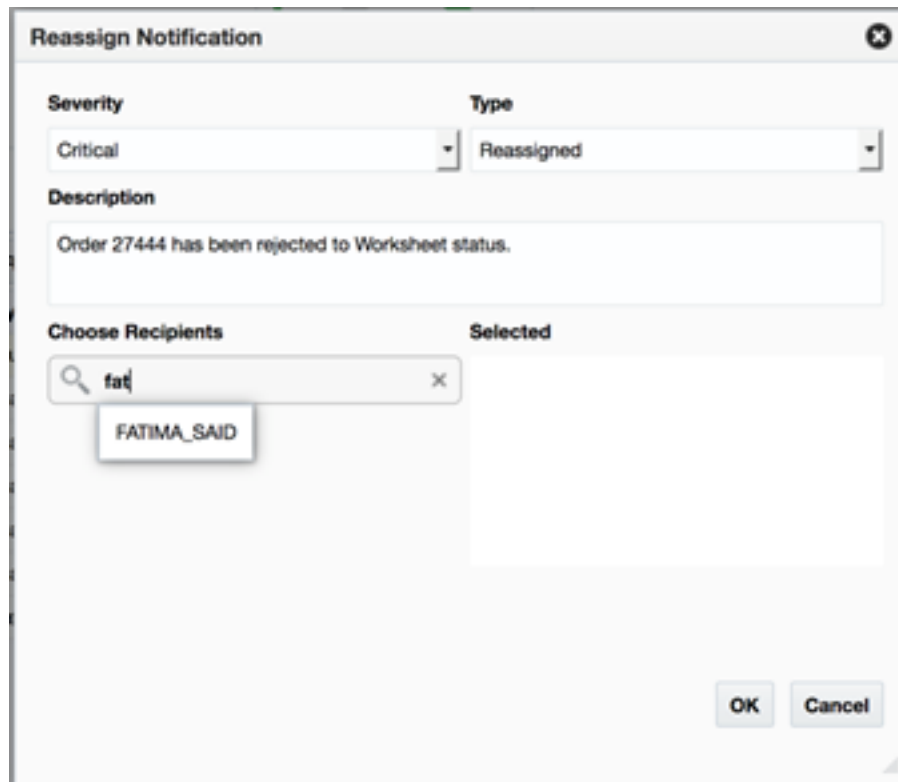 Reassign Notification
Severity
Type
Critical
Reassigned
Description
Order 27444 has been rejected to Worksheet status.
Choose Recipients
Selected
fat
FATIMA_SAID
OK
Cancel